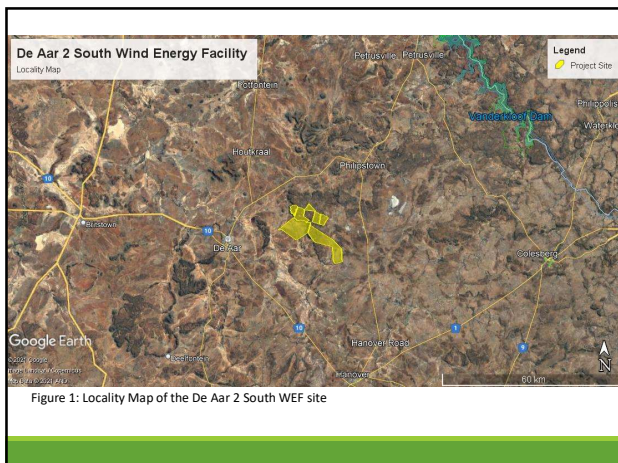 De Aar 2 South Wind Energy Facility
Locality Map
Legend
Project Site
Petrusville
Petrusville
Potfontein
Philippolis
Vanderkloof Dam
Houtkraal
Philipstown
10
Britstown
10
De Aar
Colesberg
10
1
Hanover Road
9
Google Earth
Deelfontein
Hanover
N
60 km
Figure 1: Locality Map of the De Aar 2 South WEF site